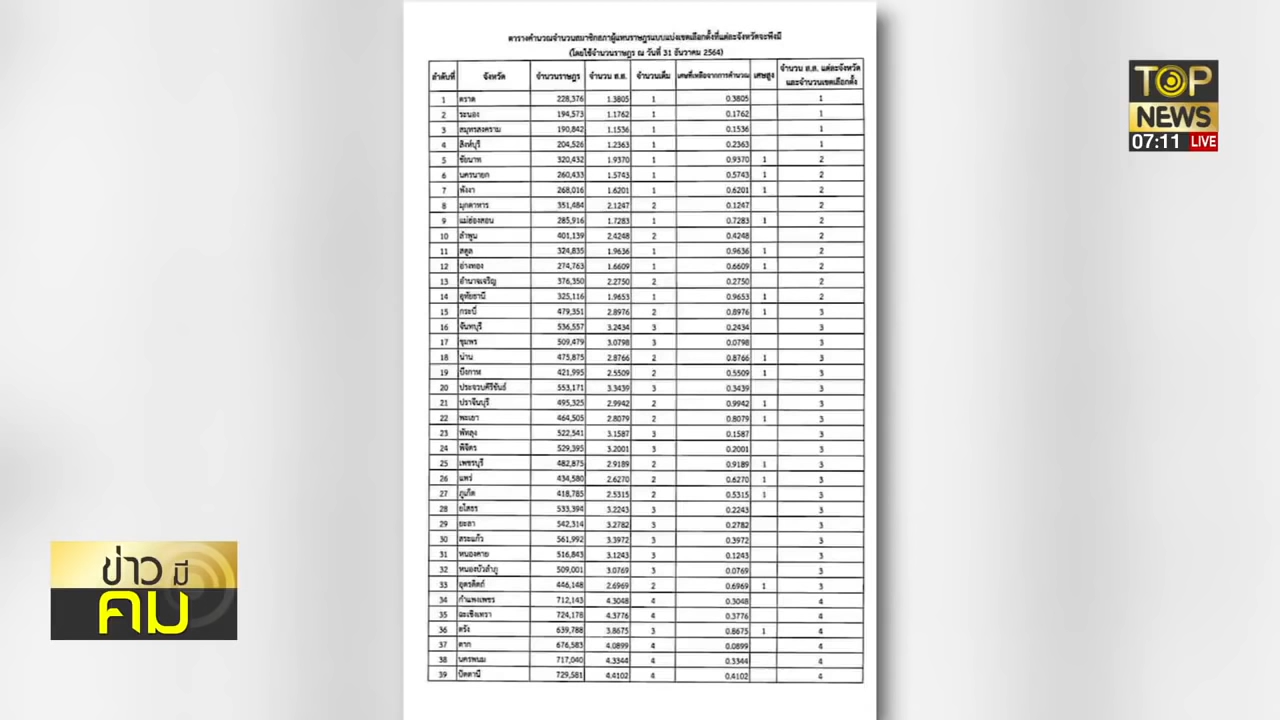 ตารางคำนวณจำนวนสมาชิกสภาผู้แทนราษฎรแบบแบ่งเขตเลือกตั้งที่แต่ละจังหวัดจะพึงมี
(โดยใช้จำนวนราษฎร ณ วันที่ 31 ธันวาคม 2564)
ลำดับที่ จังหวัด จำนวนราษฎร จำนวน ส.ส. จำนวนเต็ม เศษที่เหลือจากการคำนวณ เศษสูง จำนวน ส.ส. แต่ละจังหวัด
และจำนวนเขตเลือกตั้ง
1 ตราด 228,376 1.3805 1 0.3805 1
2 ระนอง 194,573 1.1762 1 0.1762 1
3 สมุทรสงคราม 190,842 1.1536 1 0.1536 1
4 สิงห์บุรี 204,526 1.2363 1 0.2363 1
5 ชัยนาท 320,432 1.9370 1 0.9370 1 2
6 นครนายก 260,433 1.5743 1 0.5743 1 2
7 พังงา 268,016 1.6201 1 0.6201 1 2
8 มุกดาหาร 351,484 2.1247 2 0.1247 2
9 แม่ฮ่องสอน 285,916 1.7283 1 0.7283 1 2
10 ลำพูน 401,139 2.4248 2 0.4248 2
11 สตูล 324,835 1.9636 1 0.9636 1 2
12 อ่างทอง 274,763 1.6609 1 0.6609 1 2
13 อำนาจเจริญ 376,350 2.2750 2 0.2750 2
14 อุทัยธานี 325,116 1.9653 1 0.9653 1 2
15 กระบี่ 479,351 2.8976 2 0.8976 1 3
16 จันทบุรี 536,557 3.2434 3 0.2434 3
17 ชุมพร 509,479 3.0798 3 0.0798 3
18 น่าน 475,875 2.8766 2 0.8766 1 3
19 บึงกาฬ 421,995 2.5509 2 0.5509 1 3
20 ประจวบคีรีขันธ์ 553,171 3.3439 3 0.3439 3
21 ปราจีนบุรี 495,325 2.9942 2 0.9942 1 3
22 พะเยา 464,505 2.8079 2 0.8079 1 3
23 พัทลุง 522,541 3.1587 3 0.1587 3
24 พิจิตร 529,395 3.2001 3 0.2001 3
25 เพชรบุรี 482,875 2.9189 2 0.9189 1 3
26 แพร่ 434,580 2.6270 2 0.6270 1 3
27 ภูเก็ต 418,785 2.5315 2 0.5315 1 3
28 ยโสธร 533,394 3.2243 3 0.2243 3
29 ยะลา 542,314 3.2782 3 0.2782 3
30 สระแก้ว 561,992 3.3972 3 0.3972 3
31 หนองคาย 516,843 3.1243 3 0.1243 3
32 หนองบัวลำภู 509,001 3.0769 3 0.0769 3
33 อุตรดิตถ์ 446,148 2.6969 2 0.6969 1 3
34 กำแพงเพชร 712,143 4.3048 4 0.3048 4
35 ฉะเชิงเทรา 724,178 4.3776 4 0.3776 4
36 ตรัง 639,788 3.8675 3 0.8675 1 4
37 ตาก 676,583 4.0899 4 0.0899 4
38 นครพนม 717,040 4.3344 4 0.3344 4
39 ปัตตานี 729,581 4.4102 4 0.4102 4
TOP
NEWS
07:11 LIVE
ข่าวมี
คม